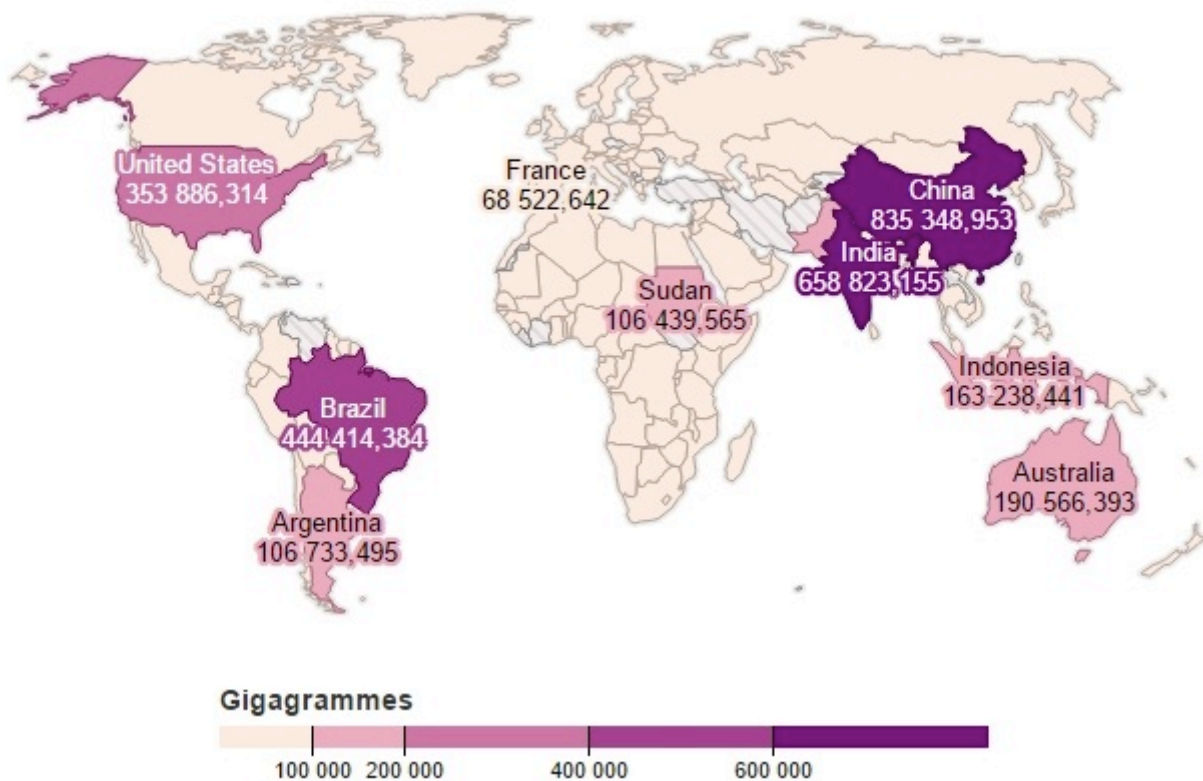 United States
353 886,314
France
68 522,642
China
835 348,953
India
658 823,155
Sudan
106 439,565
Indonesia
163 238,441
Brazil
444 414,384
Australia
190 566,393
Argentina
106 733,495
Gigagrammes
100 000 200 000 400 000 600 000